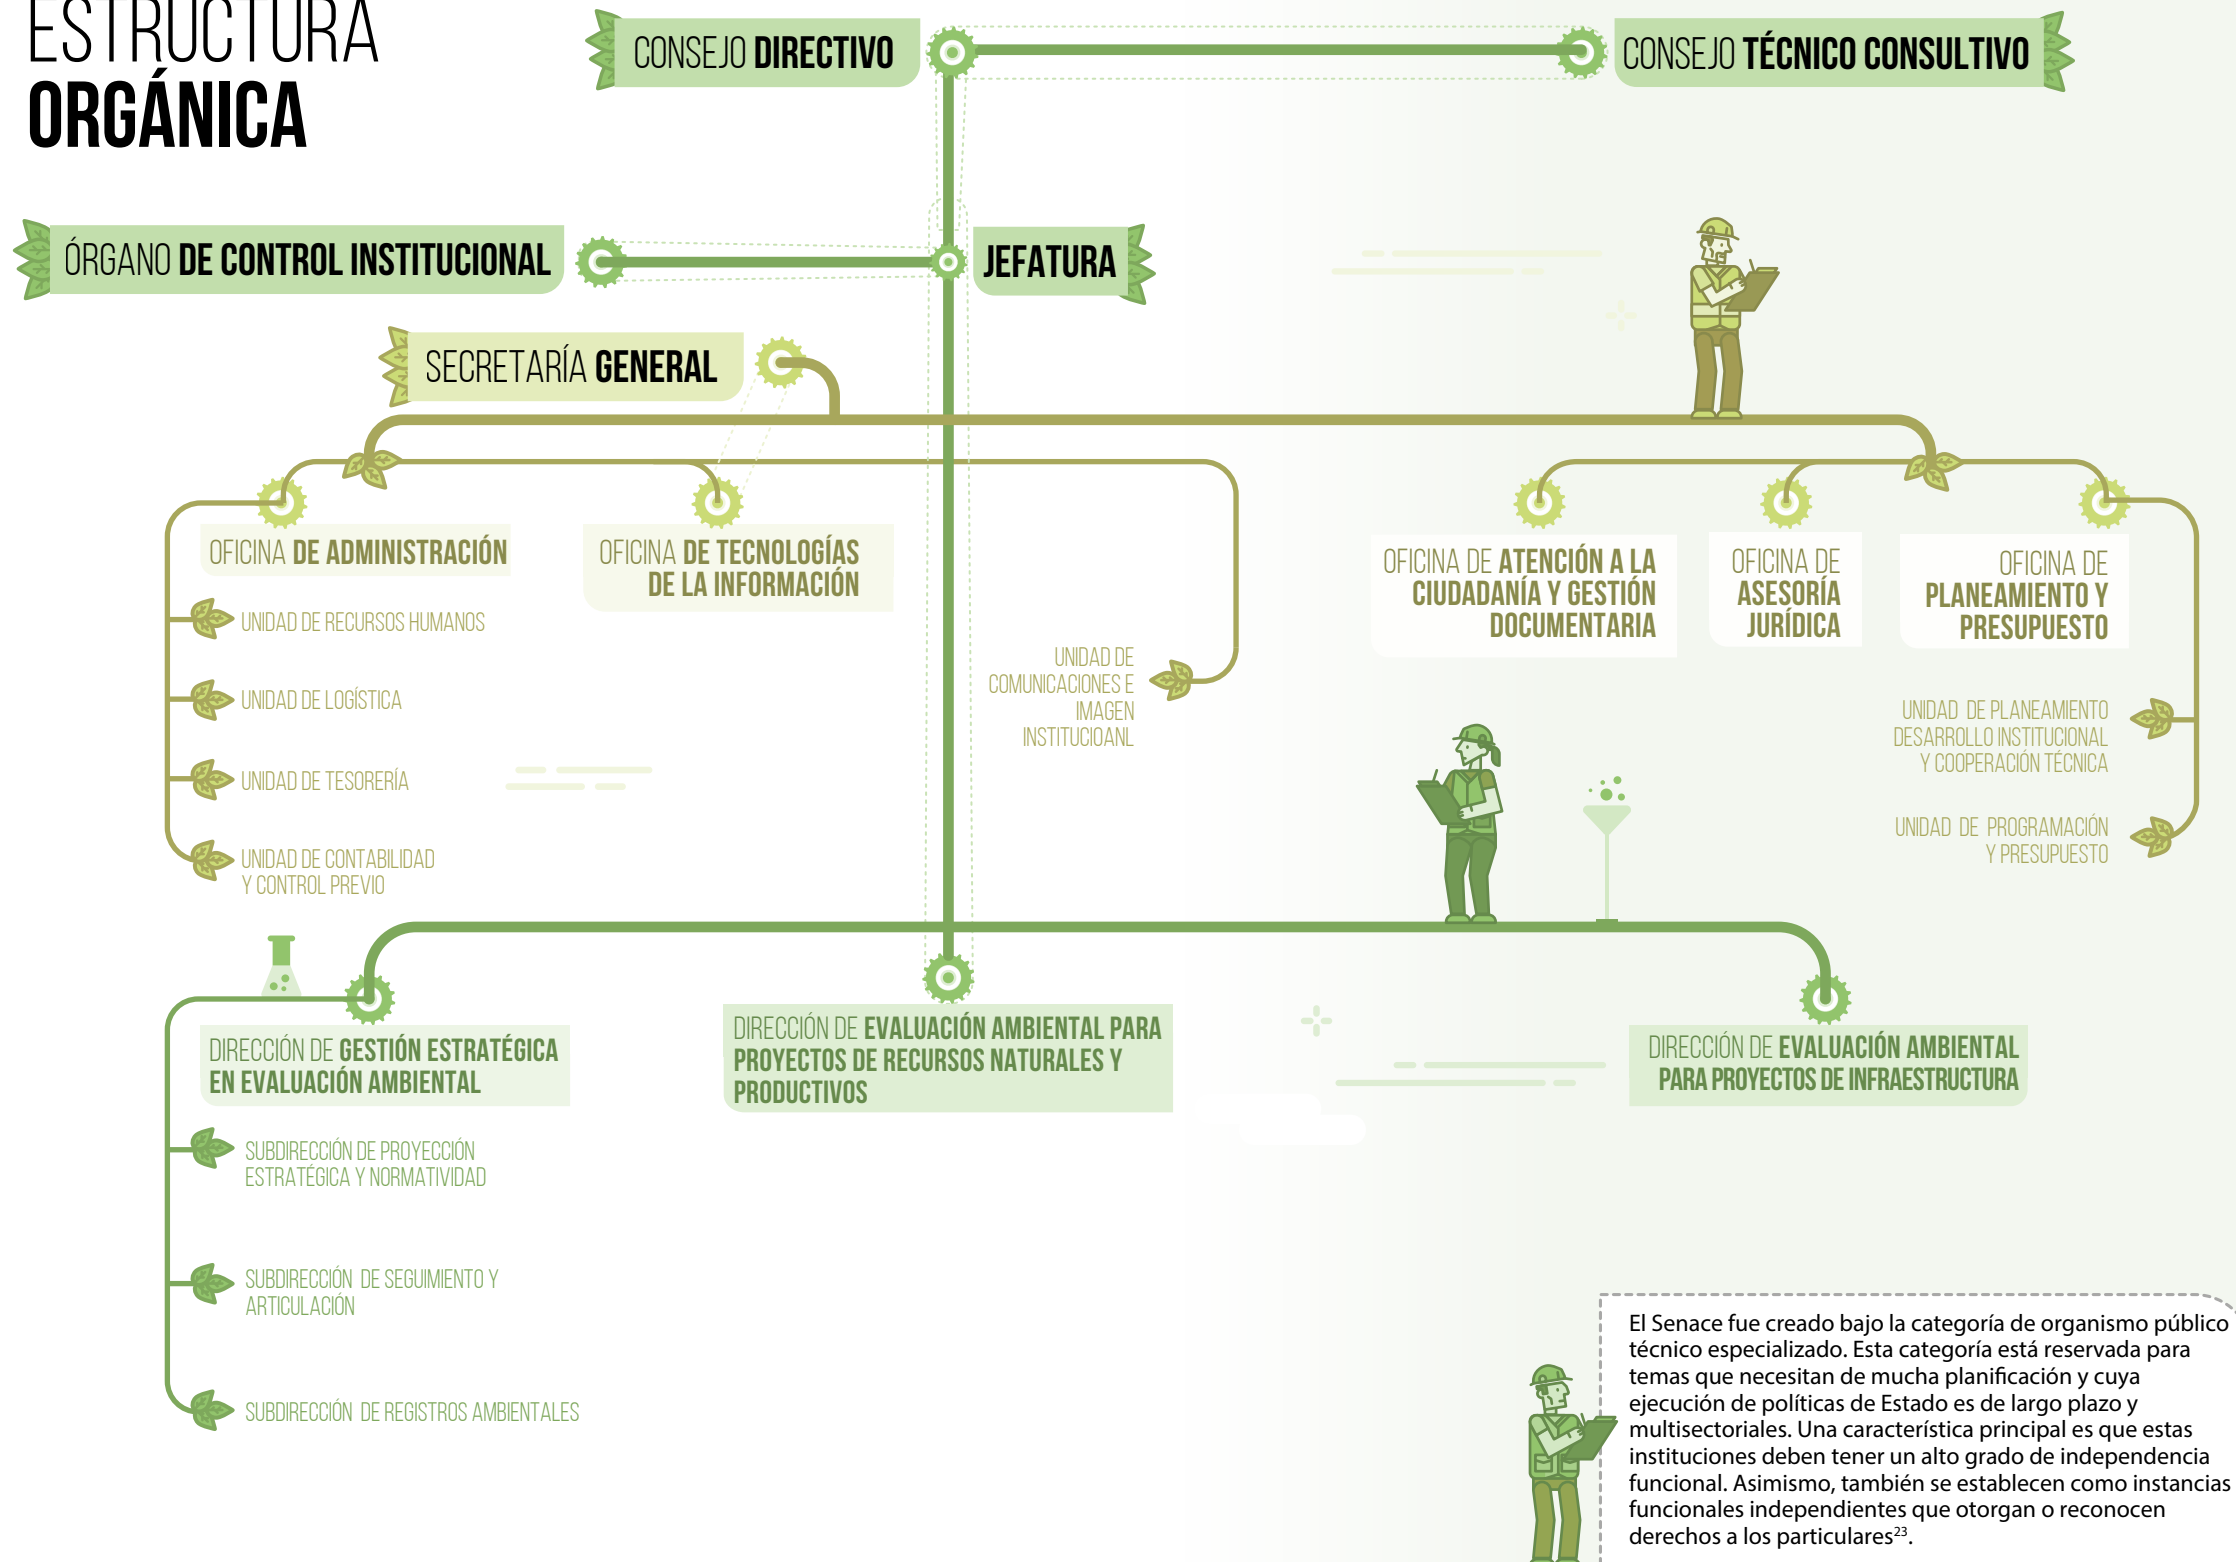 ESTRUCTURA
ORGÁNICA
CONSEJO DIRECTIVO
CONSEJO TÉCNICO CONSULTIVO
ÓRGANO DE CONTROL INSTITUCIONAL
JEFATURA
SECRETARÍA GENERAL
OFICINA DE ADMINISTRACIÓN
UNIDAD DE RECURSOS HUMANOS
UNIDAD DE LOGÍSTICA
UNIDAD DE TESORERÍA
UNIDAD DE CONTABILIDAD
Y CONTROL PREVIO
OFICINA DE TECNOLOGÍAS
DE LA INFORMACIÓN
UNIDAD DE
COMUNICACIONES E
IMAGEN
INSTITUCIOANL
OFICINA DE ATENCIÓN A LA
CIUDADANÍA Y GESTIÓN
DOCUMENTARIA
OFICINA DE
ASESORÍA
JURÍDICA
OFICINA DE
PLANEAMIENTO Y
PRESUPUESTO
UNIDAD DE PLANEAMIENTO
DESARROLLO INSTITUCIONAL
Y COOPERACIÓN TÉCNICA
UNIDAD DE PROGRAMACIÓN
Y PRESUPUESTO
DIRECCIÓN DE GESTIÓN ESTRATÉGICA
EN EVALUACIÓN AMBIENTAL
SUBDIRECCIÓN DE PROYECCIÓN
ESTRATÉGICA Y NORMATIVIDAD
SUBDIRECCIÓN DE SEGUIMIENTO Y
ARTICULACIÓN
SUBDIRECCIÓN DE REGISTROS AMBIENTALES
DIRECCIÓN DE EVALUACIÓN AMBIENTAL PARA
PROYECTOS DE RECURSOS NATURALES Y
PRODUCTIVOS
DIRECCIÓN DE EVALUACIÓN AMBIENTAL
PARA PROYECTOS DE INFRAESTRUCTURA
El Senace fue creado bajo la categoría de organismo público
técnico especializado. Esta categoría está reservada para
temas que necesitan de mucha planificación y cuya
ejecución de políticas de Estado es de largo plazo y
multisectoriales. Una característica principal es que estas
instituciones deben tener un alto grado de independencia
funcional. Asimismo, también se establecen como instancias
funcionales independientes que otorgan o reconocen
derechos a los particulares²³.